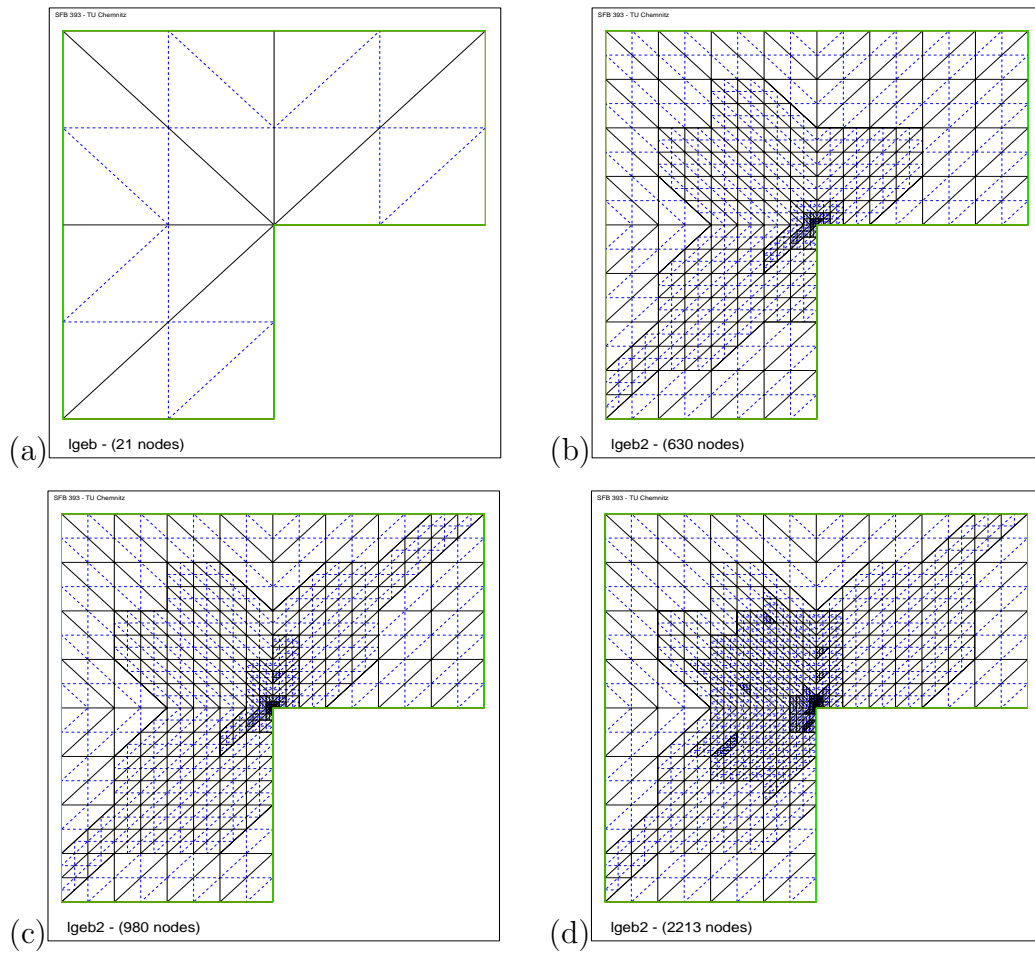 SFB 393 - TU Chemnitz
(a) lgeb - (21 nodes)
SFB 393 - TU Chemnitz
(b) lgeb2 - (630 nodes)
SFB 393 - TU Chemnitz
(c) lgeb2 - (980 nodes)
SFB 393 - TU Chemnitz
(d) lgeb2 - (2213 nodes)